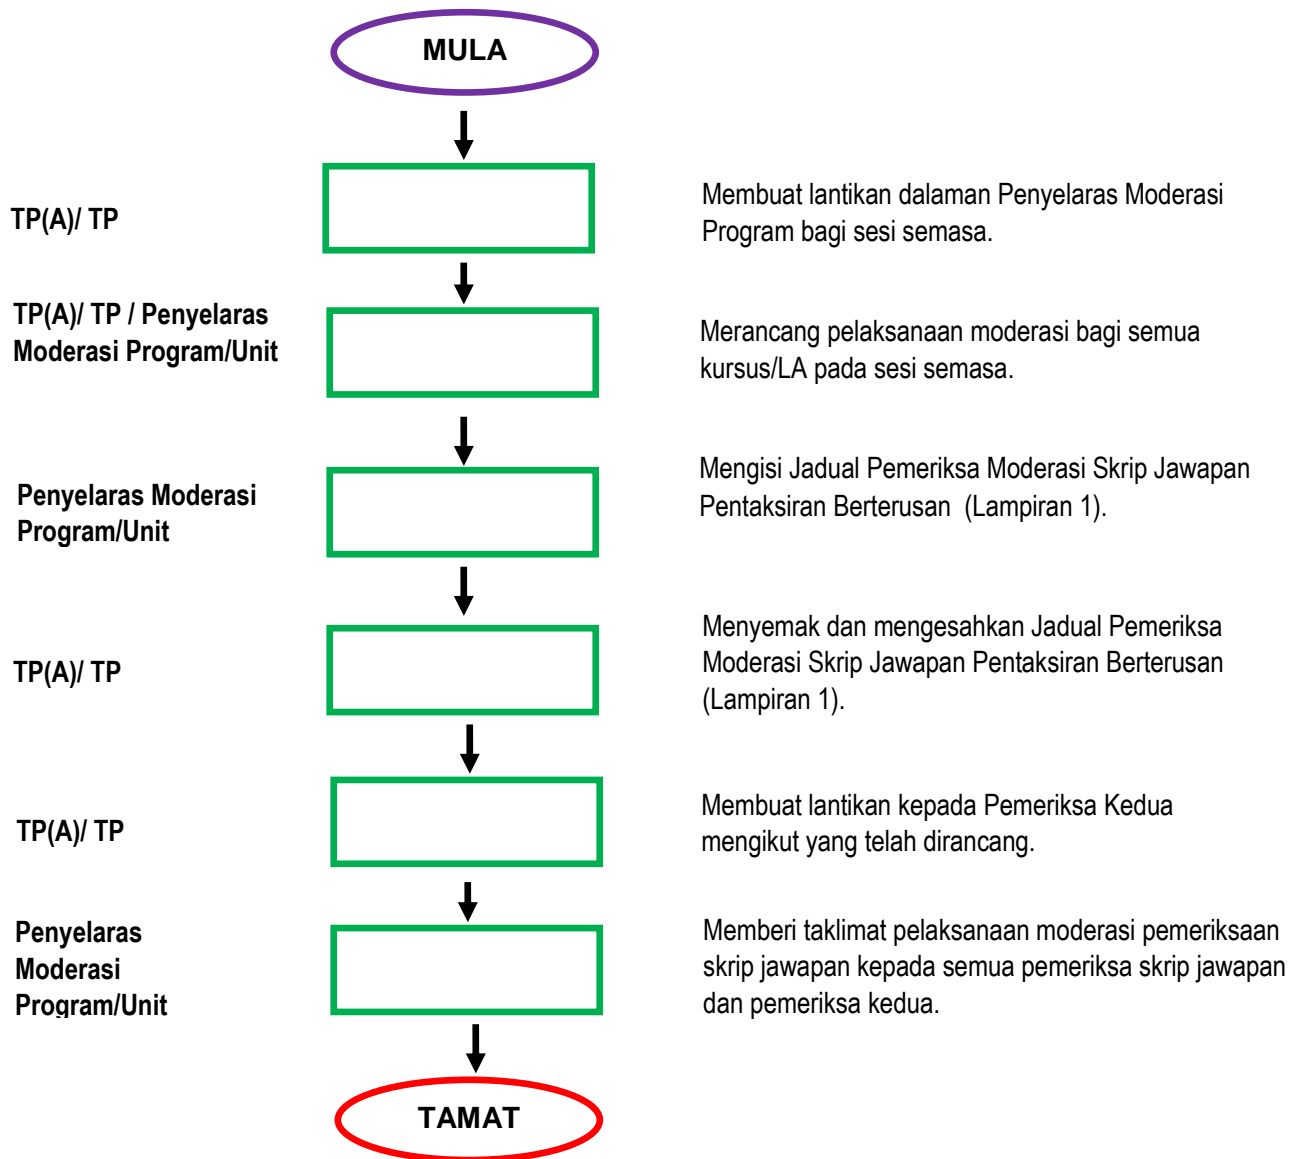 MULA
TP(A)/ TP
Membuat lantikan dalaman Penyelaras Moderasi
Program bagi sesi semasa.
TP(A)/ TP / Penyelaras
Moderasi Program/Unit
Merancang pelaksanaan moderasi bagi semua
kursus/LA pada sesi semasa.
Penyelaras Moderasi
Program/Unit
Mengisi Jadual Pemeriksa Moderasi Skrip Jawapan
Pentaksiran Berterusan (Lampiran 1).
TP(A)/ TP
Menyemak dan mengesahkan Jadual Pemeriksa
Moderasi Skrip Jawapan Pentaksiran Berterusan
(Lampiran 1).
TP(A)/ TP
Membuat lantikan kepada Pemeriksa Kedua
mengikut yang telah dirancang.
Penyelaras
Moderasi
Program/Unit
Memberi taklimat pelaksanaan moderasi pemeriksaan
skrip jawapan kepada semua pemeriksa skrip jawapan
dan pemeriksa kedua.
TAMAT